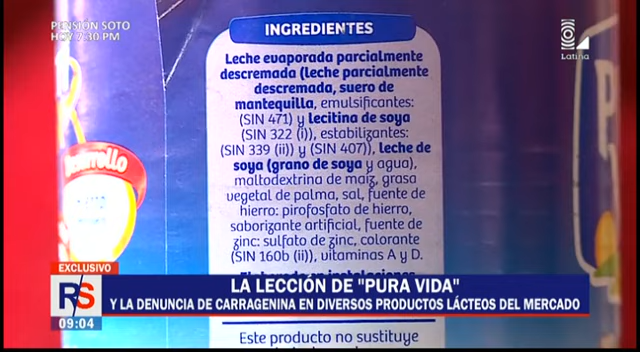 PENSIÓN SOTO
HOY 7:30 PM
Latina
INGREDIENTES
Leche evaporada parcialmente
descremada (leche parcialmente
descremada, suero de
mantequilla, emulsificantes:
(SIN 471) y lecitina de soya
(SIN 322 (i)), estabilizantes:
(SIN 339 (ii)) y (SIN 407)), leche de
soya (grano de soya y agua),
maltodextrina de maíz, grasa
vegetal de palma, sal, fuente de
hierro: pirofosfato de hierro,
saborizante artificial, fuente de
zinc: sulfato de zinc, colorante
(SIN 160b (ii)), vitaminas A y D.
EXCLUSIVO
R/S
09:04
LA LECCIÓN DE "PURA VIDA"
Y LA DENUNCIA DE CARRAGENINA EN DIVERSOS PRODUCTOS LÁCTEOS DEL MERCADO
Este producto no sustituye